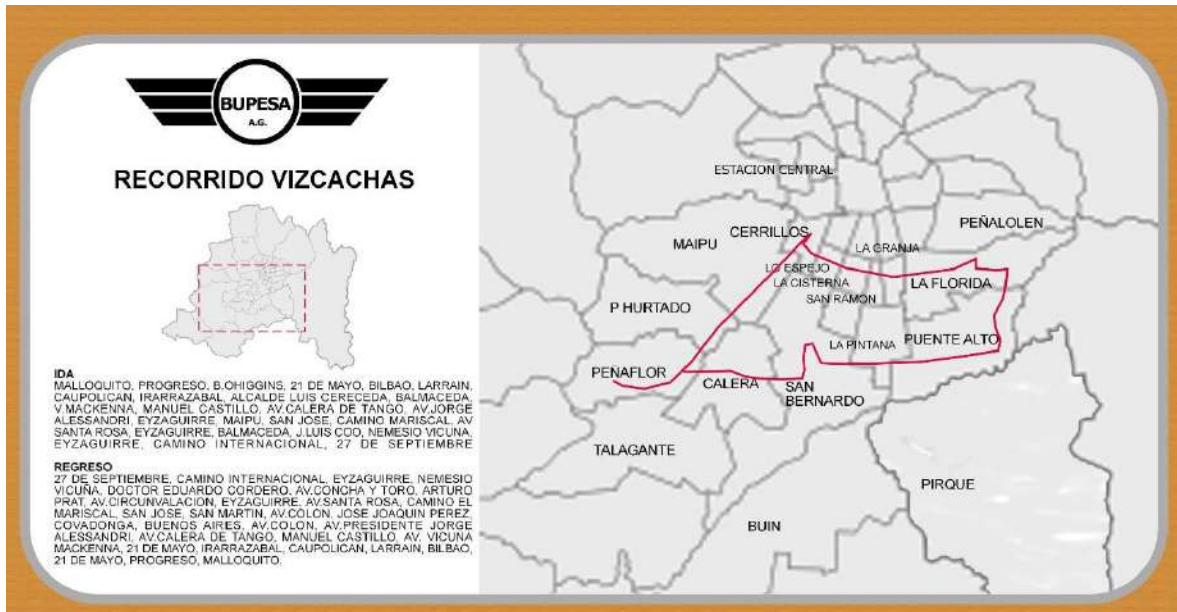 BUPESA
A.G.
RECORRIDO VIZCACHAS
IDA
MALLOQUITO, PROGRESO, B.OHIGGINS, 21 DE MAYO, BILBAO, LARRAIN,
CAUPOLICAN, IRARRAZABAL, ALCALDE LUIS CERECEDA, BALMACEDA,
V.MACKENNA, MANUEL CASTILLO, AV.CALERA DE TANGO, AV.JORGE
ALESSANDRI, EYZAGUIRRE, MAIPU, SAN JOSE, CAMINO MARISCAL, AV
SANTA ROSA, EYZAGUIRRE, BALMACEDA, J.LUIS COO, NEMESIO VICUNA,
EYZAGUIRRE, CAMINO INTERNACIONAL, 27 DE SEPTIEMBRE
REGRESO
27 DE SEPTIEMBRE, CAMINO INTERNACIONAL, EYZAGUIRRE, NEMESIO
VICUÑA, DOCTOR EDUARDO CORDERO, AV.CONCHA Y TORO, ARTURO
PRAT, AV.CIRCUNVALACION, EYZAGUIRRE, AV.SANTA ROSA, CAMINO EL
MARISCAL, SAN JOSE, SAN MARTIN, AV.COLON, JOSE JOAQUIN PEREZ,
COVADONGA, BUENOS AIRES, AV.COLON, AV.PRESIDENTE JORGE
ALESSANDRI, AV.CALERA DE TANGO, MANUEL CASTILLO, AV. VICUNA
MACKENNA, 21 DE MAYO, IRARRAZABAL, CAUPOLICAN, LARRAIN, BILBAO,
21 DE MAYO, PROGRESO, MALLOQUITO.
ESTACION CENTRAL
PEÑALOLEN
CERRILLOS
MAIPU
LA GRANJA
LO ESPEJO
LA CISTERNA
LA FLORIDA
SAN RAMON
P HURTADO
PUENTE ALTO
LA PINTANA
PEÑAFLOR
CALERA
SAN
BERNARDO
TALAGANTE
PIRQUE
BUIN